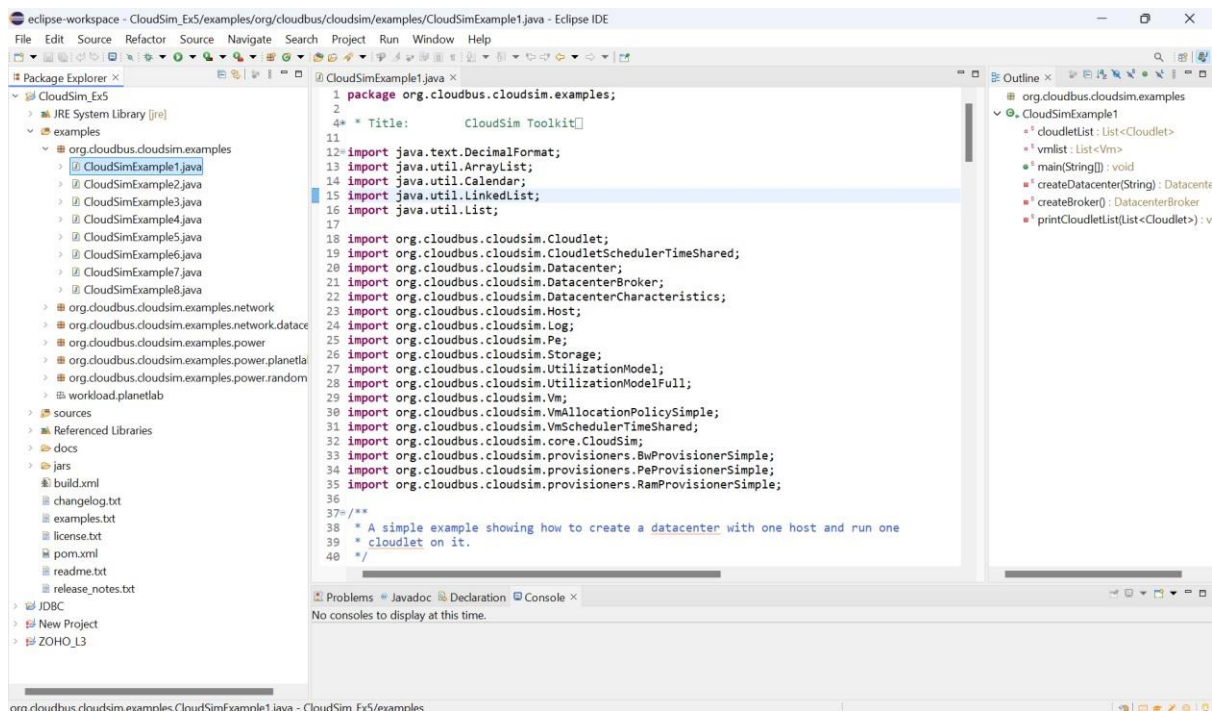 eclipse-workspace - CloudSim_Ex5/examples/org/cloudbus/cloudsim/examples/CloudSimExample1.java - Eclipse IDE
File Edit Source Refactor Source Navigate Search Project Run Window Help
Package Explorer ×
CloudSim_Ex5
JRE System Library [jre]
examples
org.cloudbus.cloudsim.examples
CloudSimExample1.java
CloudSimExample2.java
CloudSimExample3.java
CloudSimExample4.java
CloudSimExample5.java
CloudSimExample6.java
CloudSimExample7.java
CloudSimExample8.java
org.cloudbus.cloudsim.examples.network
org.cloudbus.cloudsim.examples.network.datace
org.cloudbus.cloudsim.examples.power
org.cloudbus.cloudsim.examples.power.planetla
org.cloudbus.cloudsim.examples.power.random
workload.planetlab
sources
Referenced Libraries
docs
jars
build.xml
changelog.txt
examples.txt
license.txt
pom.xml
readme.txt
release_notes.txt
JDBC
New Project
ZOHO_L3
CloudSimExample1.java ×
1 package org.cloudbus.cloudsim.examples;
2
4 * Title: CloudSim Toolkit
11
12 import java.text.DecimalFormat;
13 import java.util.ArrayList;
14 import java.util.Calendar;
15 import java.util.LinkedList;
16 import java.util.List;
17
18 import org.cloudbus.cloudsim.Cloudlet;
19 import org.cloudbus.cloudsim.CloudletSchedulerTimeShared;
20 import org.cloudbus.cloudsim.Datacenter;
21 import org.cloudbus.cloudsim.DatacenterBroker;
22 import org.cloudbus.cloudsim.DatacenterCharacteristics;
23 import org.cloudbus.cloudsim.Host;
24 import org.cloudbus.cloudsim.Log;
25 import org.cloudbus.cloudsim.Pe;
26 import org.cloudbus.cloudsim.Storage;
27 import org.cloudbus.cloudsim.UtilizationModel;
28 import org.cloudbus.cloudsim.UtilizationModelFull;
29 import org.cloudbus.cloudsim.Vm;
30 import org.cloudbus.cloudsim.VmAllocationPolicySimple;
31 import org.cloudbus.cloudsim.VmSchedulerTimeShared;
32 import org.cloudbus.cloudsim.core.CloudSim;
33 import org.cloudbus.cloudsim.provisioners.BwProvisionerSimple;
34 import org.cloudbus.cloudsim.provisioners.PeProvisionerSimple;
35 import org.cloudbus.cloudsim.provisioners.RamProvisionerSimple;
36
37 /**
38 * A simple example showing how to create a datacenter with one host and run one
39 * cloudlet on it.
40 */
Outline ×
org.cloudbus.cloudsim.examples
CloudSimExample1
cloudletList : List<Cloudlet>
vmlist : List<Vm>
main(String[]) : void
createDatacenter(String) : Datacente
createBroker() : DatacenterBroker
printCloudletList(List<Cloudlet>) : v
Problems Javadoc Declaration Console ×
No consoles to display at this time.
org.cloudbus.cloudsim.examples.CloudSimExample1.java - CloudSim_Ex5/examples